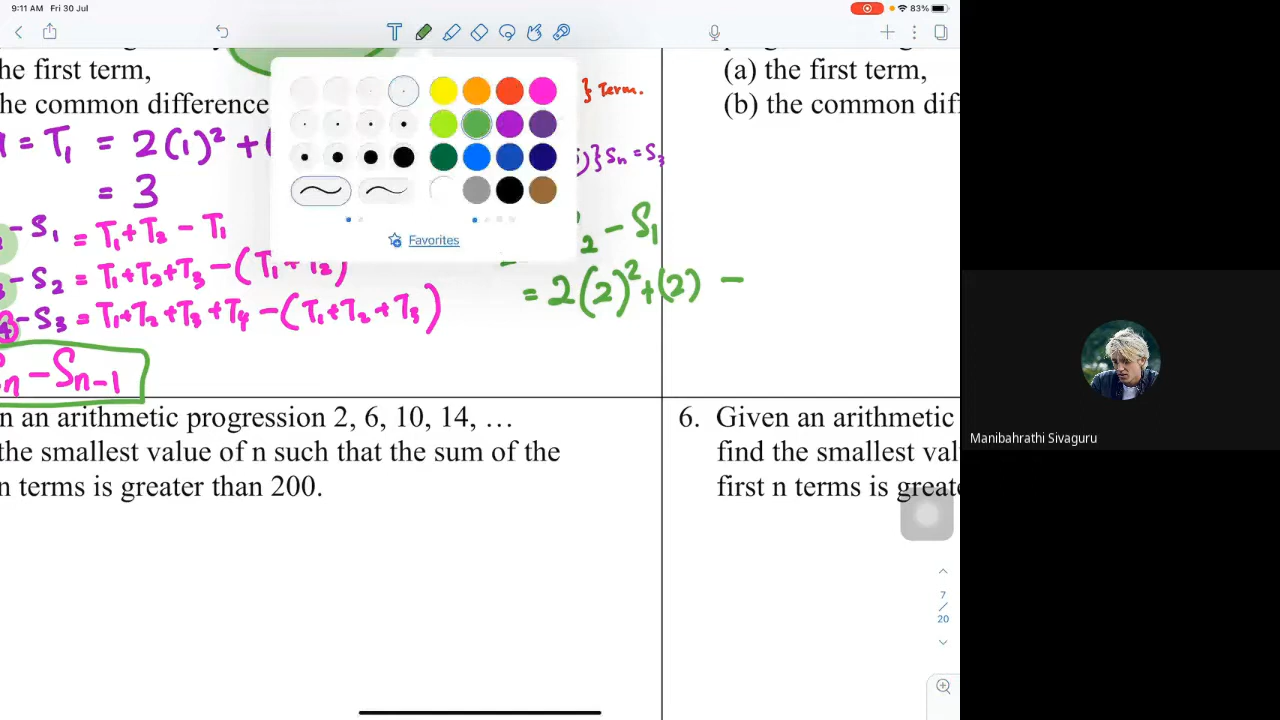 9:11 AM Fri 30 Jul
83%
he first term,
he common difference
= T1 = 2(1)² + (
= 3
- S1 = T1 + T2 - T1
- S2 = T1 + T2 + T3 - (T1 + T2)
4 - S3 = T1 + T2 + T3 + T4 - (T1 + T2 + T3)
Sn - Sn-1
Favorites
} Term.
)} Sn = S3
2 - S1
= 2(2)² + (2) -
(a) the first term,
(b) the common dif
n an arithmetic progression 2, 6, 10, 14, …
the smallest value of n such that the sum of the
n terms is greater than 200.
6. Given an arithmetic
find the smallest val
first n terms is greate
7
/
20
Manibahrathi Sivaguru